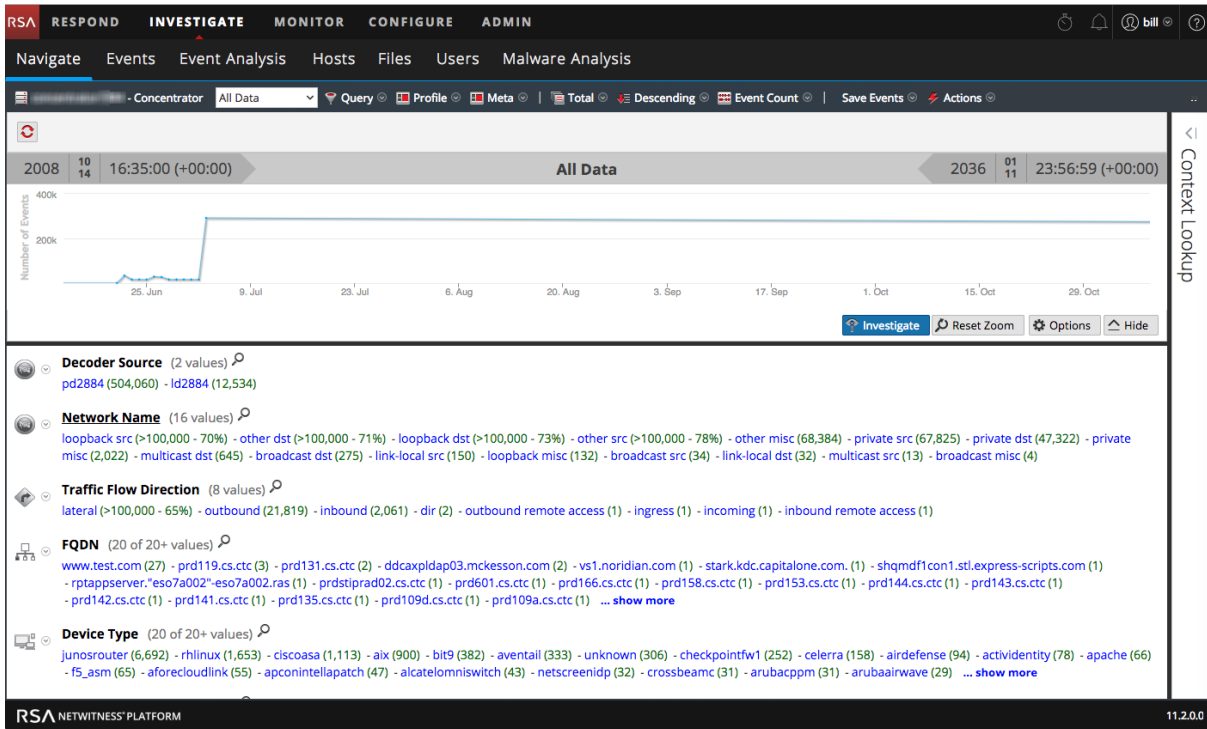 RSA RESPOND INVESTIGATE MONITOR CONFIGURE ADMIN bill
Navigate Events Event Analysis Hosts Files Users Malware Analysis
- Concentrator All Data Query Profile Meta | Total Descending Event Count | Save Events Actions ..
Context Lookup
2008 10 14 16:35:00 (+00:00) All Data 2036 01 11 23:56:59 (+00:00)
Number of Events
400k
200k
25. Jun 9. Jul 23. Jul 6. Aug 20. Aug 3. Sep 17. Sep 1. Oct 15. Oct 29. Oct
Investigate Reset Zoom Options Hide
Decoder Source (2 values)
pd2884 (504,060) - ld2884 (12,534)
Network Name (16 values)
loopback src (>100,000 - 70%) - other dst (>100,000 - 71%) - loopback dst (>100,000 - 73%) - other src (>100,000 - 78%) - other misc (68,384) - private src (67,825) - private dst (47,322) - private
misc (2,022) - multicast dst (645) - broadcast dst (275) - link-local src (150) - loopback misc (132) - broadcast src (34) - link-local dst (32) - multicast src (13) - broadcast misc (4)
Traffic Flow Direction (8 values)
lateral (>100,000 - 65%) - outbound (21,819) - inbound (2,061) - dir (2) - outbound remote access (1) - ingress (1) - incoming (1) - inbound remote access (1)
FQDN (20 of 20+ values)
www.test.com (27) - prd119.cs.ctc (3) - prd131.cs.ctc (2) - ddcaxpldap03.mckesson.com (2) - vs1.noridian.com (1) - stark.kdc.capitalone.com. (1) - shqmdf1con1.stl.express-scripts.com (1)
- rptappserver."eso7a002"-eso7a002.ras (1) - prdstiprad02.cs.ctc (1) - prd601.cs.ctc (1) - prd166.cs.ctc (1) - prd158.cs.ctc (1) - prd153.cs.ctc (1) - prd144.cs.ctc (1) - prd143.cs.ctc (1)
- prd142.cs.ctc (1) - prd141.cs.ctc (1) - prd135.cs.ctc (1) - prd109d.cs.ctc (1) - prd109a.cs.ctc (1) ... show more
Device Type (20 of 20+ values)
junosrouter (6,692) - rhlinux (1,653) - ciscoasa (1,113) - aix (900) - bit9 (382) - aventail (333) - unknown (306) - checkpointfw1 (252) - celerra (158) - airdefense (94) - actividentity (78) - apache (66)
- f5_asm (65) - aforecloudlink (55) - apconintellapatch (47) - alcatelomniswitch (43) - netscreenidp (32) - crossbeamc (31) - arubacppm (31) - arubaairwave (29) ... show more
RSA NETWITNESS® PLATFORM 11.2.0.0